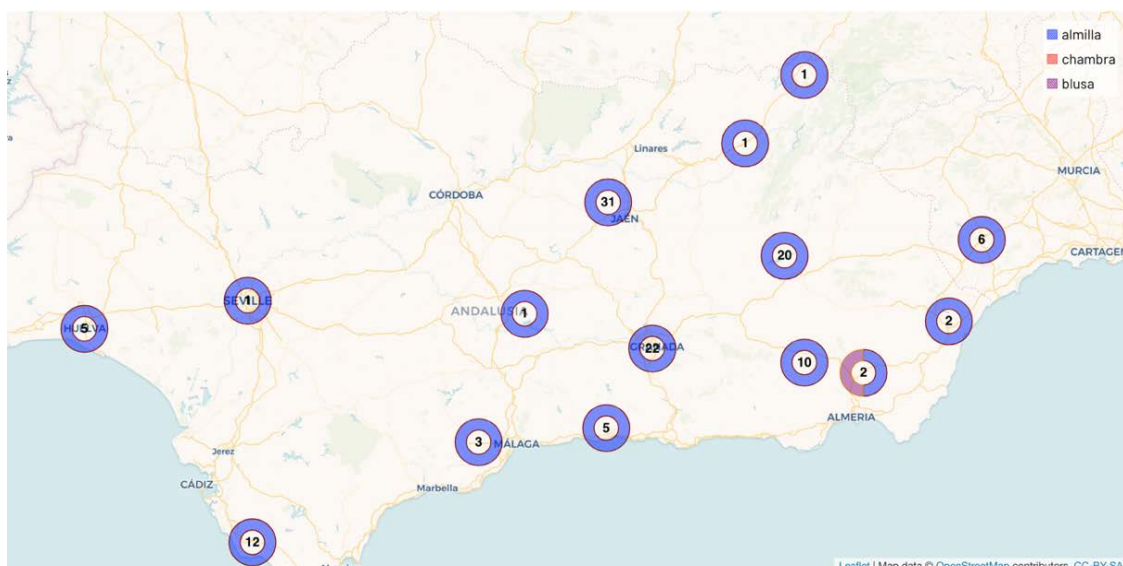 almilla
chambra
blusa
1
1
Linares
MURCIA
CÓRDOBA
31
JAÉN
6
20
CARTAGEN
1
SEVILLE
ANDALUSIA
1
2
5
HUELVA
22
GRANADA
10
2
ALMERIA
5
3
MÁLAGA
Jerez
CÁDIZ
Marbella
12
Leaflet | Map data © OpenStreetMap contributors, CC-BY-SA